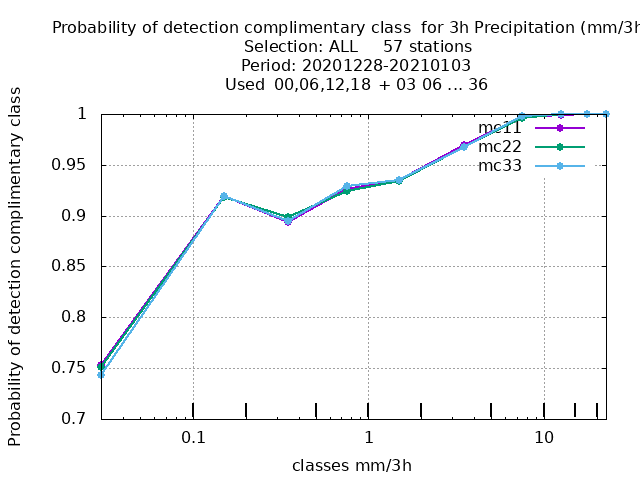 Probability of detection complimentary class for 3h Precipitation (mm/3h
Selection: ALL 57 stations
Period: 20201228-20210103
Used 00,06,12,18 + 03 06 ... 36
Probability of detection complimentary class
1
0.95
0.9
0.85
0.8
0.75
0.7
mc11
mc22
mc33
0.1 1 10
classes mm/3h